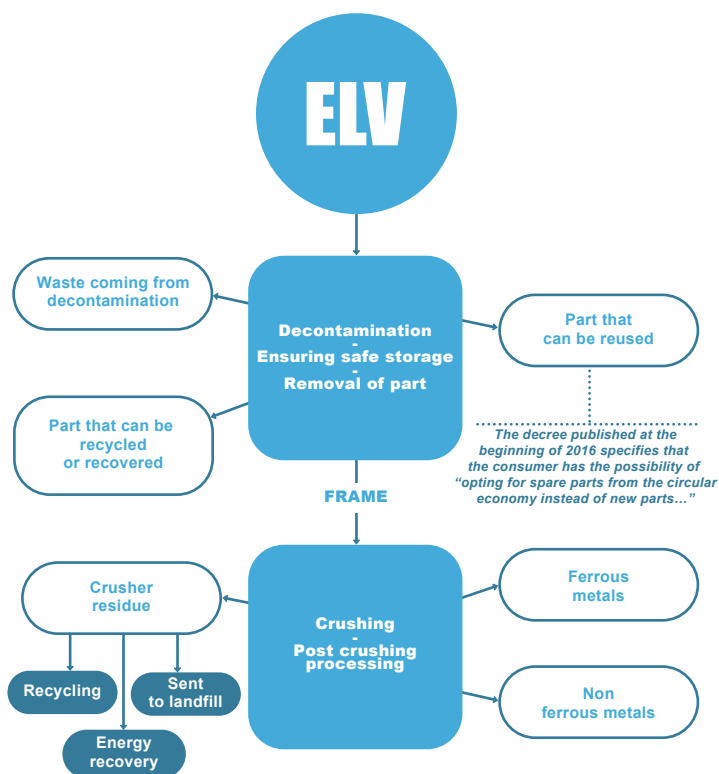 ELV
Waste coming from
decontamination
Decontamination
-
Ensuring safe storage
-
Removal of part
Part that
can be reused
Part that can be
recycled
or recovered
The decree published at the
beginning of 2016 specifies that
the consumer has the possibility of
“opting for spare parts from the circular
economy instead of new parts…”
FRAME
Crusher
residue
Crushing
-
Post crushing
processing
Ferrous
metals
Recycling
Sent
to landfill
Energy
recovery
Non
ferrous metals